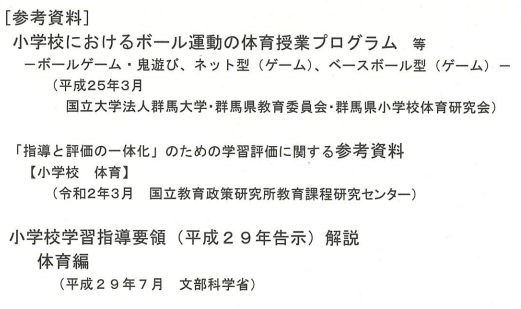 [参考資料]
小学校におけるボール運動の体育授業プログラム 等
－ボールゲーム・鬼遊び、ネット型（ゲーム）、ベースボール型（ゲーム）－
（平成25年3月
国立大学法人群馬大学・群馬県教育委員会・群馬県小学校体育研究会）
「指導と評価の一体化」のための学習評価に関する参考資料
【小学校　体育】
（令和2年3月　国立教育政策研究所教育課程研究センター）
小学校学習指導要領（平成２９年告示）解説
体育編
（平成２９年７月　文部科学省）